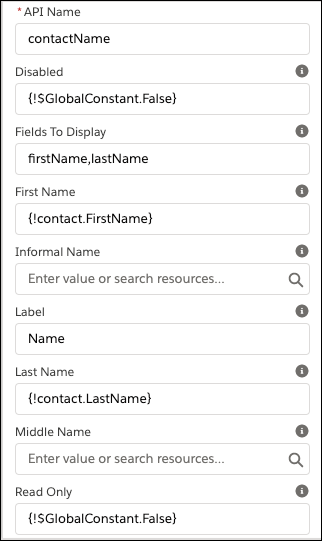 * API Name
contactName
Disabled
{!$GlobalConstant.False}
Fields To Display
firstName,lastName
First Name
{!contact.FirstName}
Informal Name
Enter value or search resources...
Label
Name
Last Name
{!contact.LastName}
Middle Name
Enter value or search resources...
Read Only
{!$GlobalConstant.False}